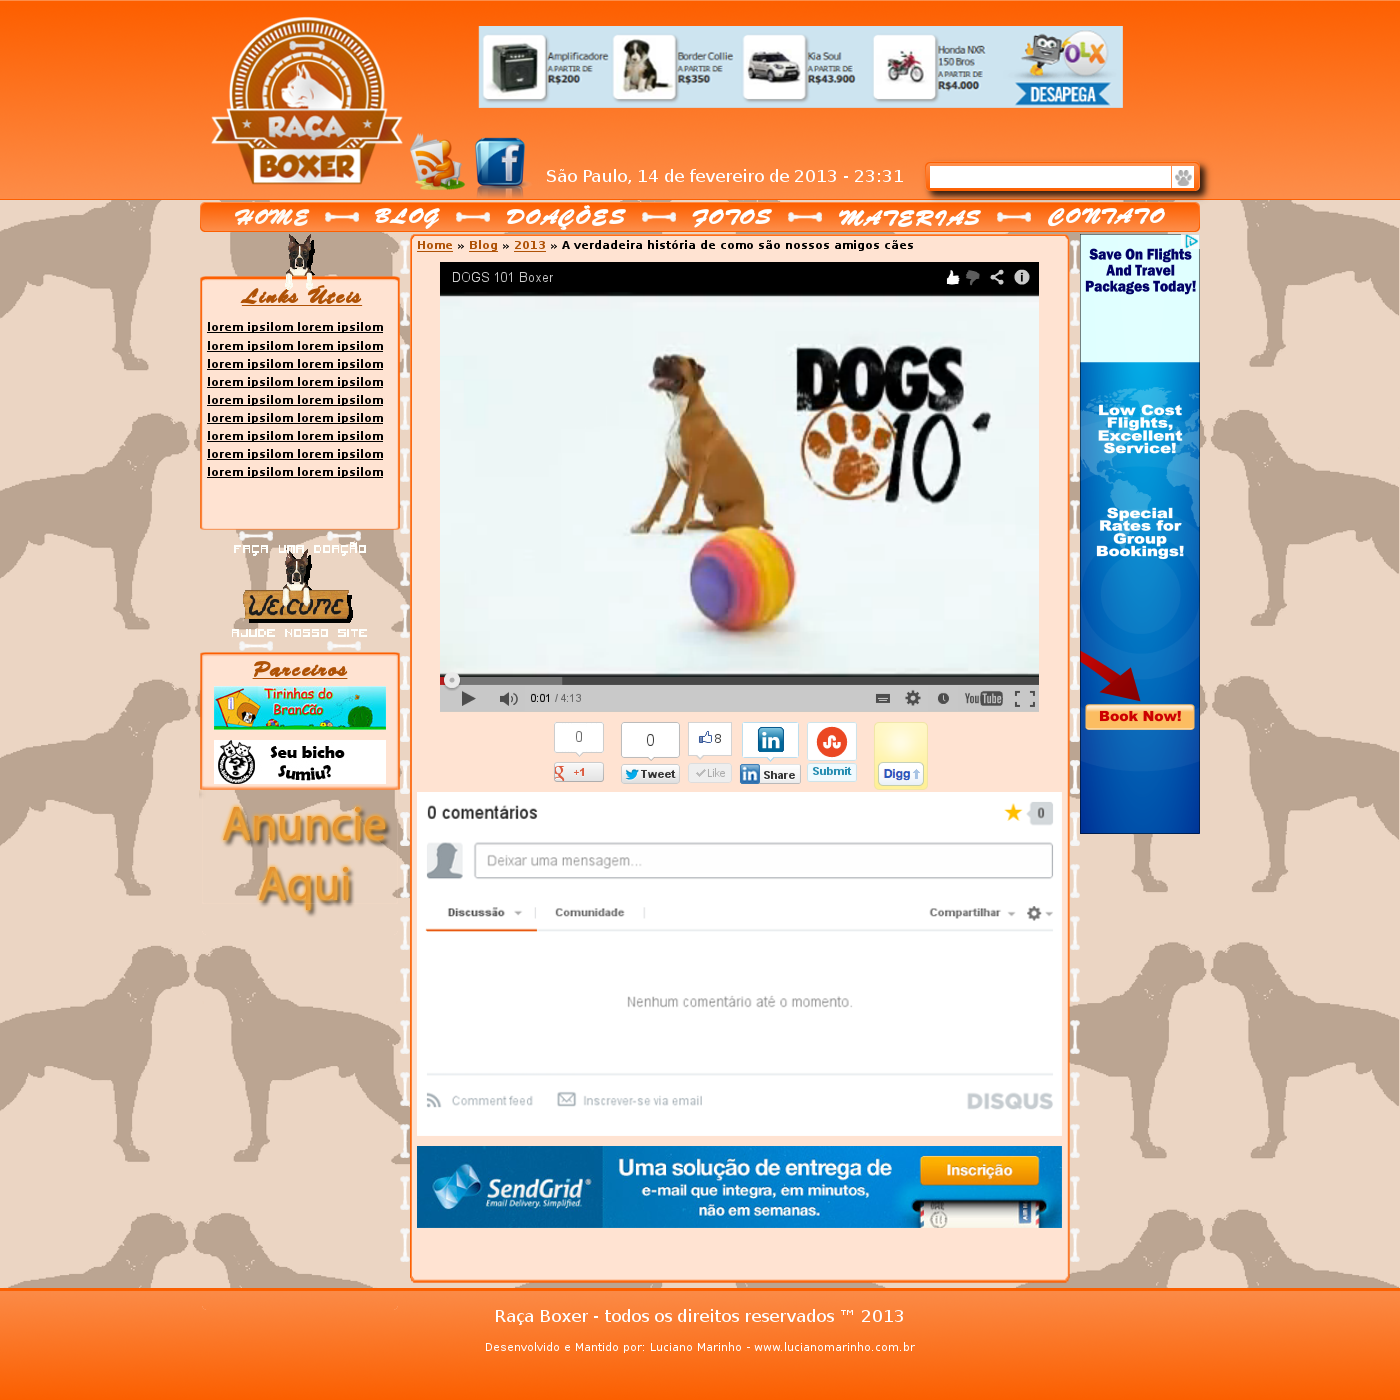 RAÇA
BOXER
Amplificadore
A PARTIR DE
R$200
Border Collie
A PARTIR DE
R$350
Kia Soul
A PARTIR DE
R$43.900
Honda NXR
150 Bros
A PARTIR DE
R$4.000
OLX
DESAPEGA
São Paulo, 14 de fevereiro de 2013 - 23:31
HOME BLOG DOAÇÕES FOTOS MATERIAS CONTATO
Links Úteis
lorem ipsilom lorem ipsilom
lorem ipsilom lorem ipsilom
lorem ipsilom lorem ipsilom
lorem ipsilom lorem ipsilom
lorem ipsilom lorem ipsilom
lorem ipsilom lorem ipsilom
lorem ipsilom lorem ipsilom
lorem ipsilom lorem ipsilom
lorem ipsilom lorem ipsilom
FAÇA UMA DOAÇÃO
WELCOME
AJUDE NOSSO SITE
Parceiros
Tirinhas do
BranCão
Seu bicho
Sumiu?
Anuncie
Aqui
Home » Blog » 2013 » A verdadeira história de como são nossos amigos cães
DOGS 101 Boxer
DOGS
10'
0:01 / 4:13
YouTube
0 0 8
+1 Tweet Like Share Submit Digg
0 comentários
0
Deixar uma mensagem...
Discussão Comunidade Compartilhar
Nenhum comentário até o momento.
Comment feed Inscrever-se via email DISQUS
SendGrid
Email Delivery. Simplified.
Uma solução de entrega de
e-mail que integra, em minutos,
não em semanas.
Inscrição
Save On Flights
And Travel
Packages Today!
Low Cost
Flights,
Excellent
Service!
Special
Rates for
Group
Bookings!
Book Now!
Raça Boxer - todos os direitos reservados ™ 2013
Desenvolvido e Mantido por: Luciano Marinho - www.lucianomarinho.com.br